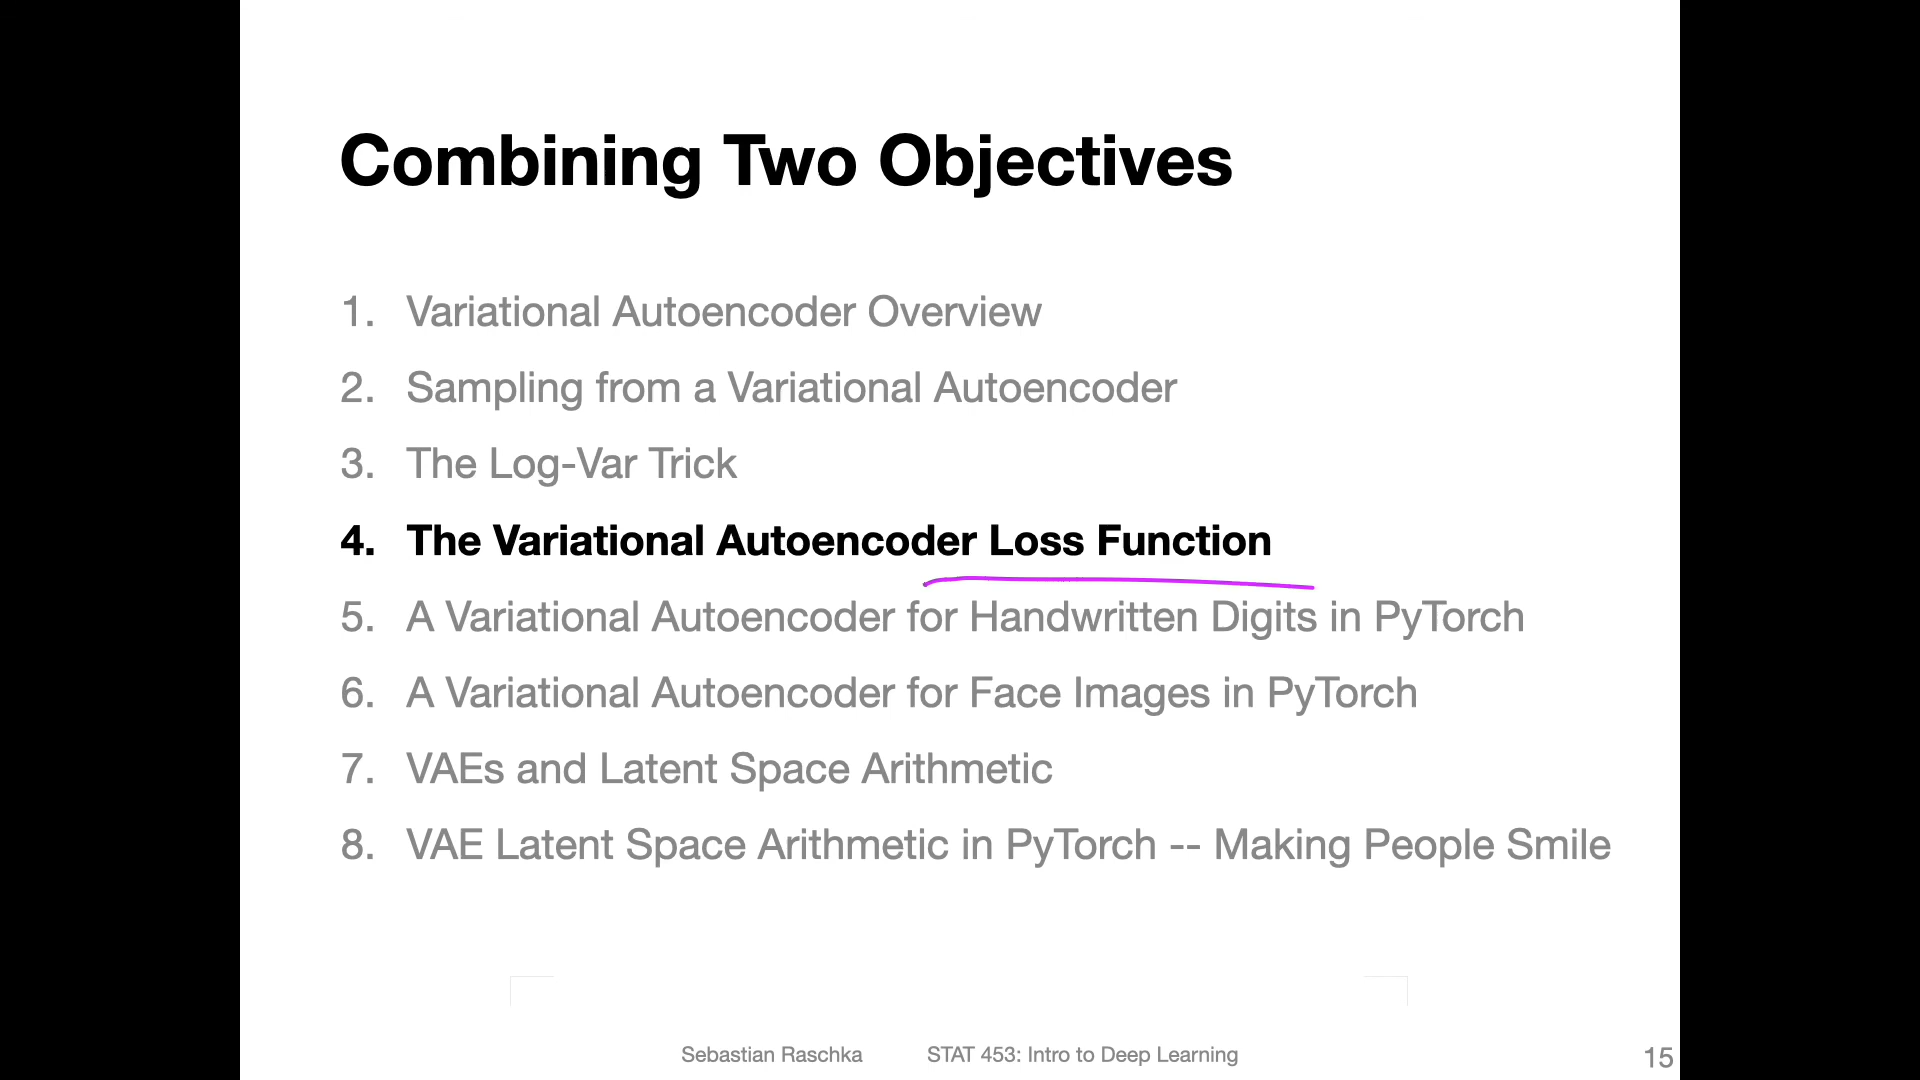 Combining Two Objectives
1. Variational Autoencoder Overview
2. Sampling from a Variational Autoencoder
3. The Log-Var Trick
4. The Variational Autoencoder Loss Function
5. A Variational Autoencoder for Handwritten Digits in PyTorch
6. A Variational Autoencoder for Face Images in PyTorch
7. VAEs and Latent Space Arithmetic
8. VAE Latent Space Arithmetic in PyTorch -- Making People Smile
Sebastian Raschka STAT 453: Intro to Deep Learning 15